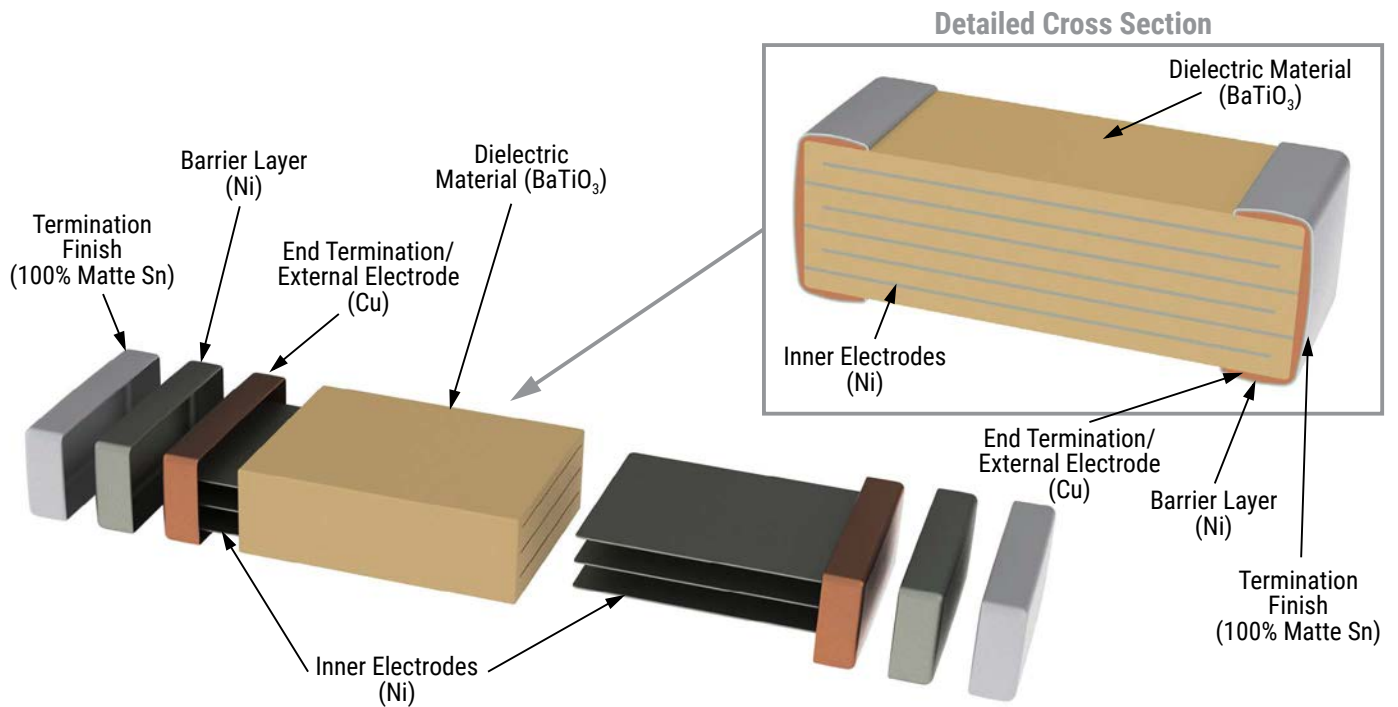 Detailed Cross Section
Dielectric Material
(BaTiO₃)
Inner Electrodes
(Ni)
End Termination/
External Electrode
(Cu)
Barrier Layer
(Ni)
Termination
Finish
(100% Matte Sn)
Termination
Finish
(100% Matte Sn)
Barrier Layer
(Ni)
End Termination/
External Electrode
(Cu)
Dielectric
Material (BaTiO₃)
Inner Electrodes
(Ni)